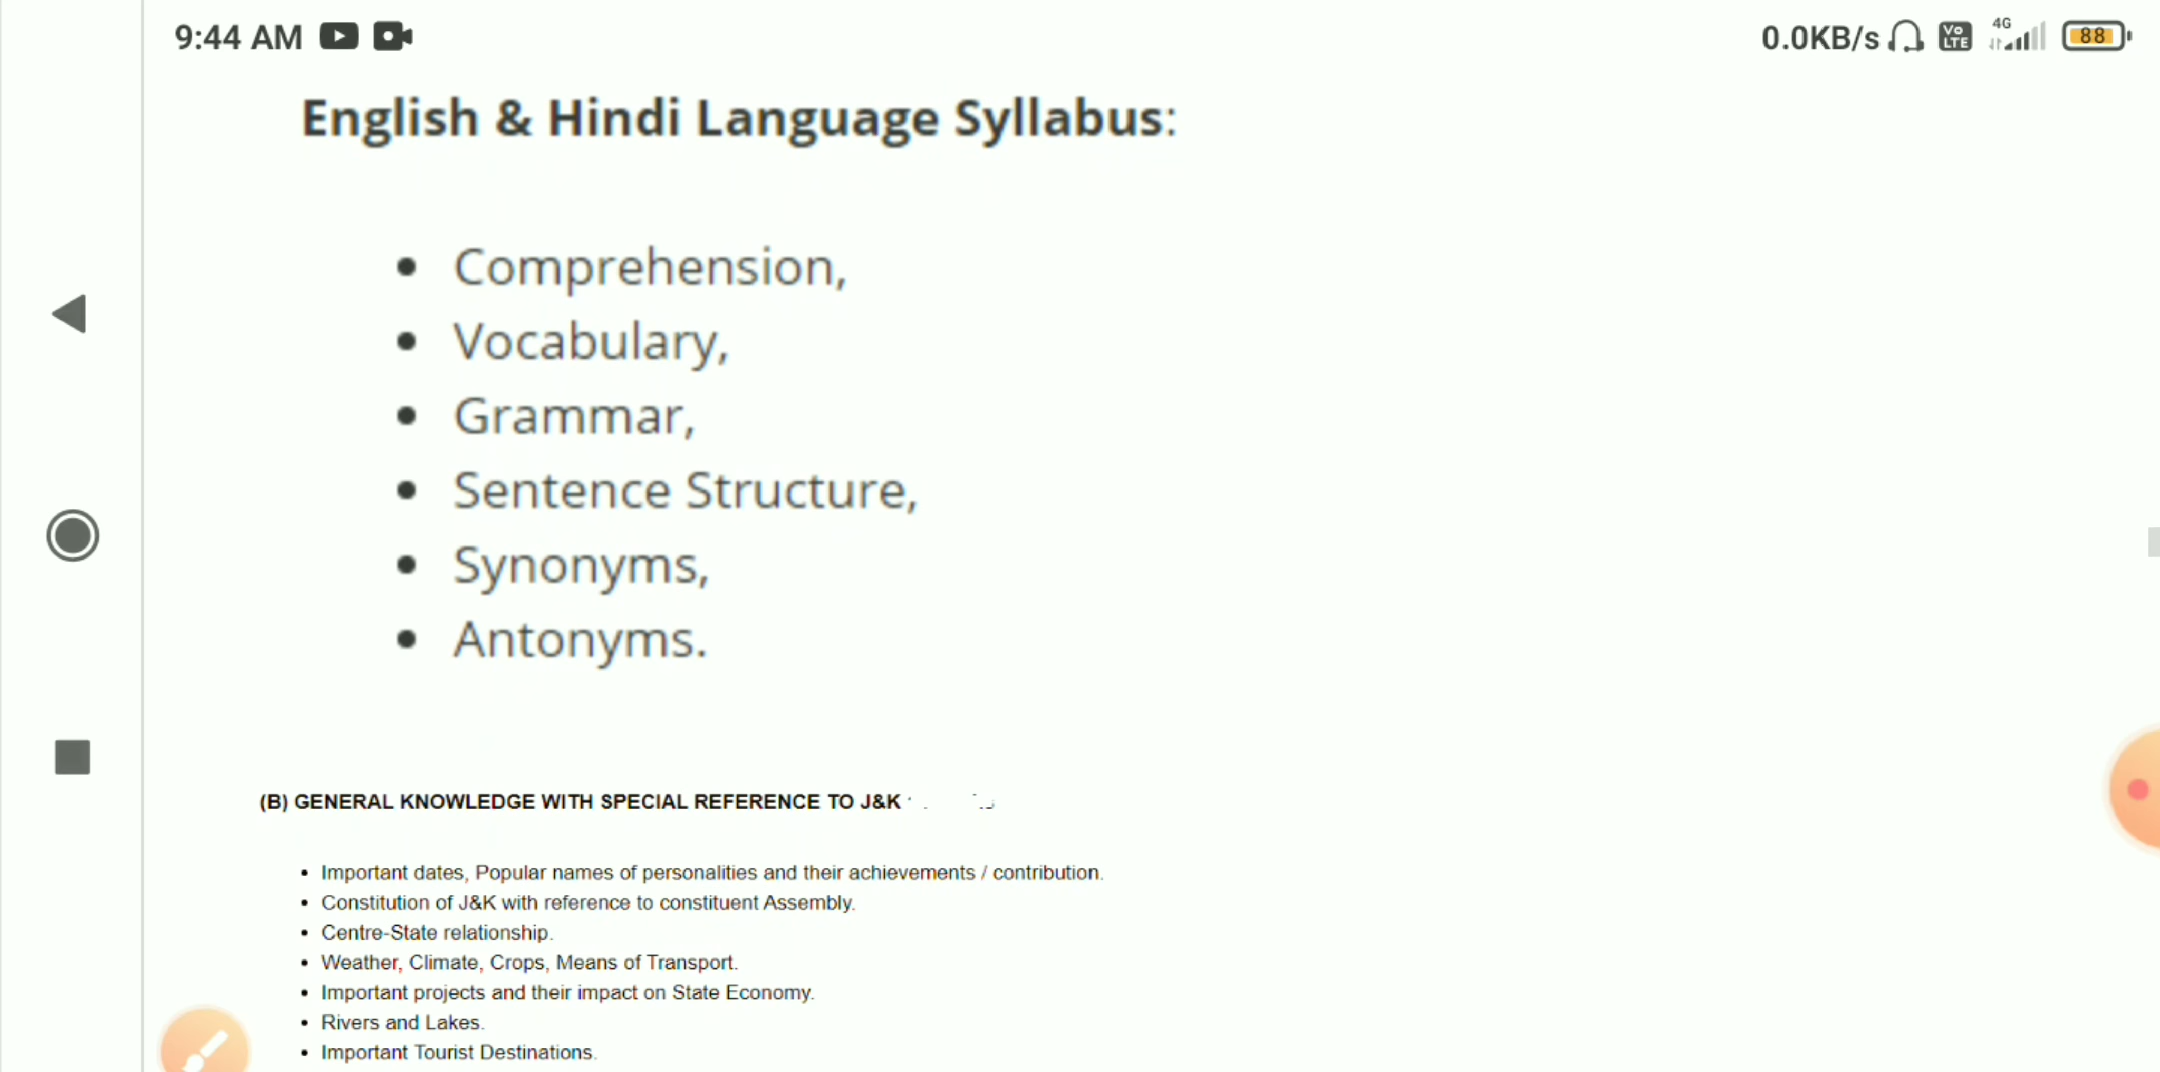 9:44 AM
0.0KB/s Vo LTE 4G 88
English & Hindi Language Syllabus:
• Comprehension,
• Vocabulary,
• Grammar,
• Sentence Structure,
• Synonyms,
• Antonyms.
(B) GENERAL KNOWLEDGE WITH SPECIAL REFERENCE TO J&K
• Important dates, Popular names of personalities and their achievements / contribution.
• Constitution of J&K with reference to constituent Assembly.
• Centre-State relationship.
• Weather, Climate, Crops, Means of Transport.
• Important projects and their impact on State Economy.
• Rivers and Lakes.
• Important Tourist Destinations.